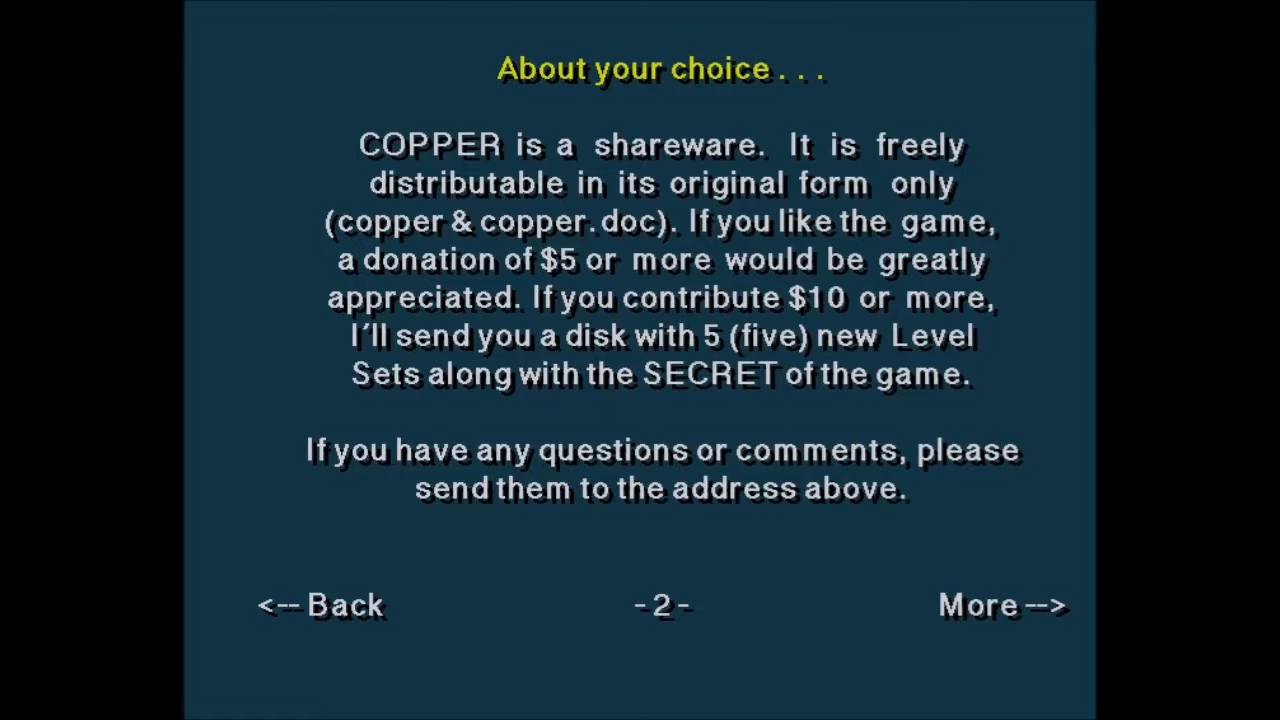 About your choice . . .
COPPER is a shareware. It is freely
distributable in its original form only
(copper & copper.doc). If you like the game,
a donation of $5 or more would be greatly
appreciated. If you contribute $10 or more,
I'll send you a disk with 5 (five) new Level
Sets along with the SECRET of the game.
If you have any questions or comments, please
send them to the address above.
<-- Back - 2 - More -->